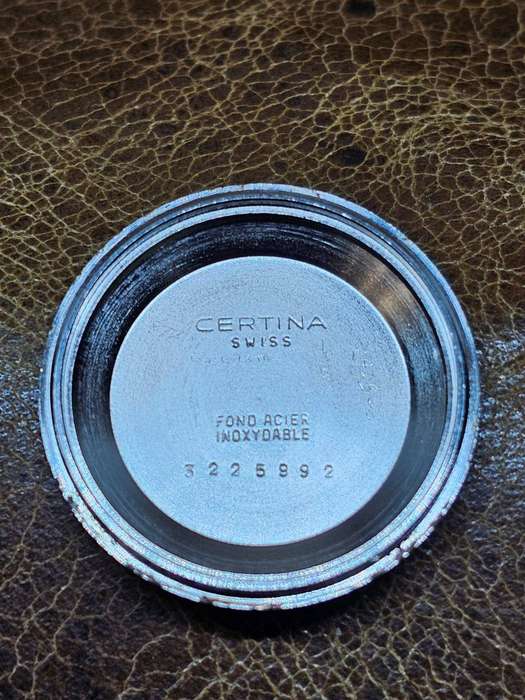 CERTINA
SWISS
FOND ACIER
INOXYDABLE
3225992